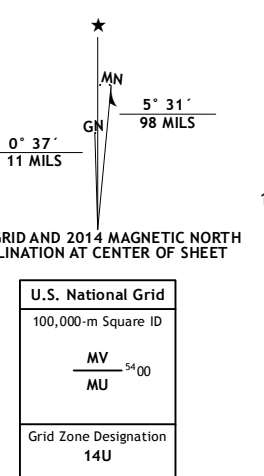 ★
MN
GN
5° 31´
98 MILS
0° 37´
11 MILS
GRID AND 2014 MAGNETIC NORTH
LINATION AT CENTER OF SHEET
U.S. National Grid
100,000-m Square ID
MV
5400
MU
Grid Zone Designation
14U